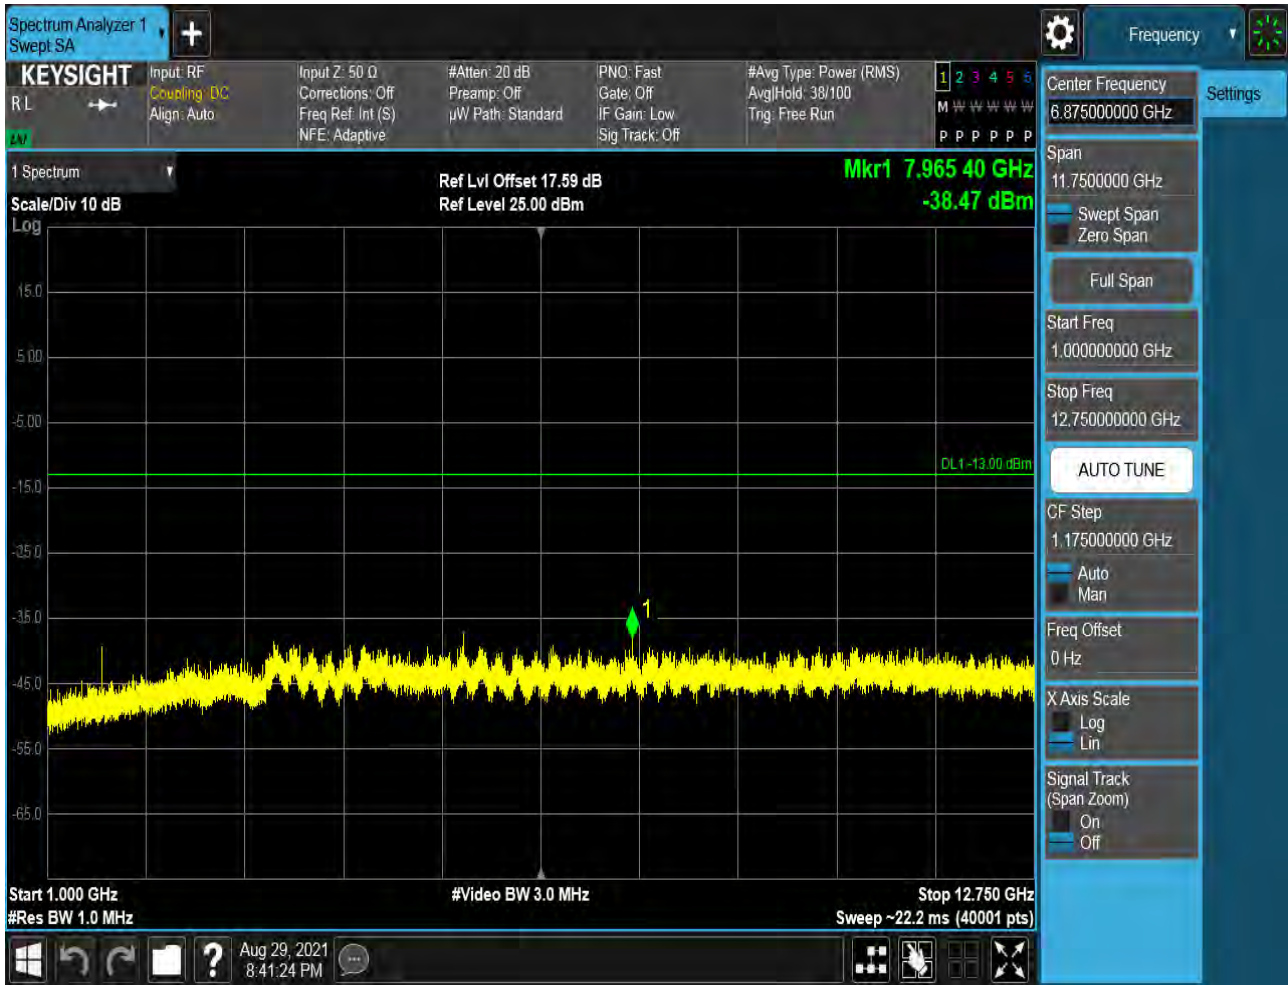 Spectrum Analyzer 1
Swept SA
Frequency
KEYSIGHT
R L
Input: RF
Coupling: DC
Align: Auto
Input Z: 50 Ω
Corrections: Off
Freq Ref: Int (S)
NFE: Adaptive
#Atten: 20 dB
Preamp: Off
µW Path: Standard
PNO: Fast
Gate: Off
IF Gain: Low
Sig Track: Off
#Avg Type: Power (RMS)
Avg|Hold: 38/100
Trig: Free Run
1 2 3 4 5 6
M W W W W W
P P P P P P
1 Spectrum
Scale/Div 10 dB
Log
Ref Lvl Offset 17.59 dB
Ref Level 25.00 dBm
Mkr1 7.965 40 GHz
-38.47 dBm
15.0
5.00
-5.00
DL1 -13.00 dBm
-15.0
-25.0
1
-35.0
-45.0
-55.0
-65.0
Start 1.000 GHz
#Video BW 3.0 MHz
Stop 12.750 GHz
#Res BW 1.0 MHz
Sweep ~22.2 ms (40001 pts)
Aug 29, 2021
8:41:24 PM
Center Frequency
6.875000000 GHz
Settings
Span
11.7500000 GHz
Swept Span
Zero Span
Full Span
Start Freq
1.000000000 GHz
Stop Freq
12.750000000 GHz
AUTO TUNE
CF Step
1.175000000 GHz
Auto
Man
Freq Offset
0 Hz
X Axis Scale
Log
Lin
Signal Track
(Span Zoom)
On
Off